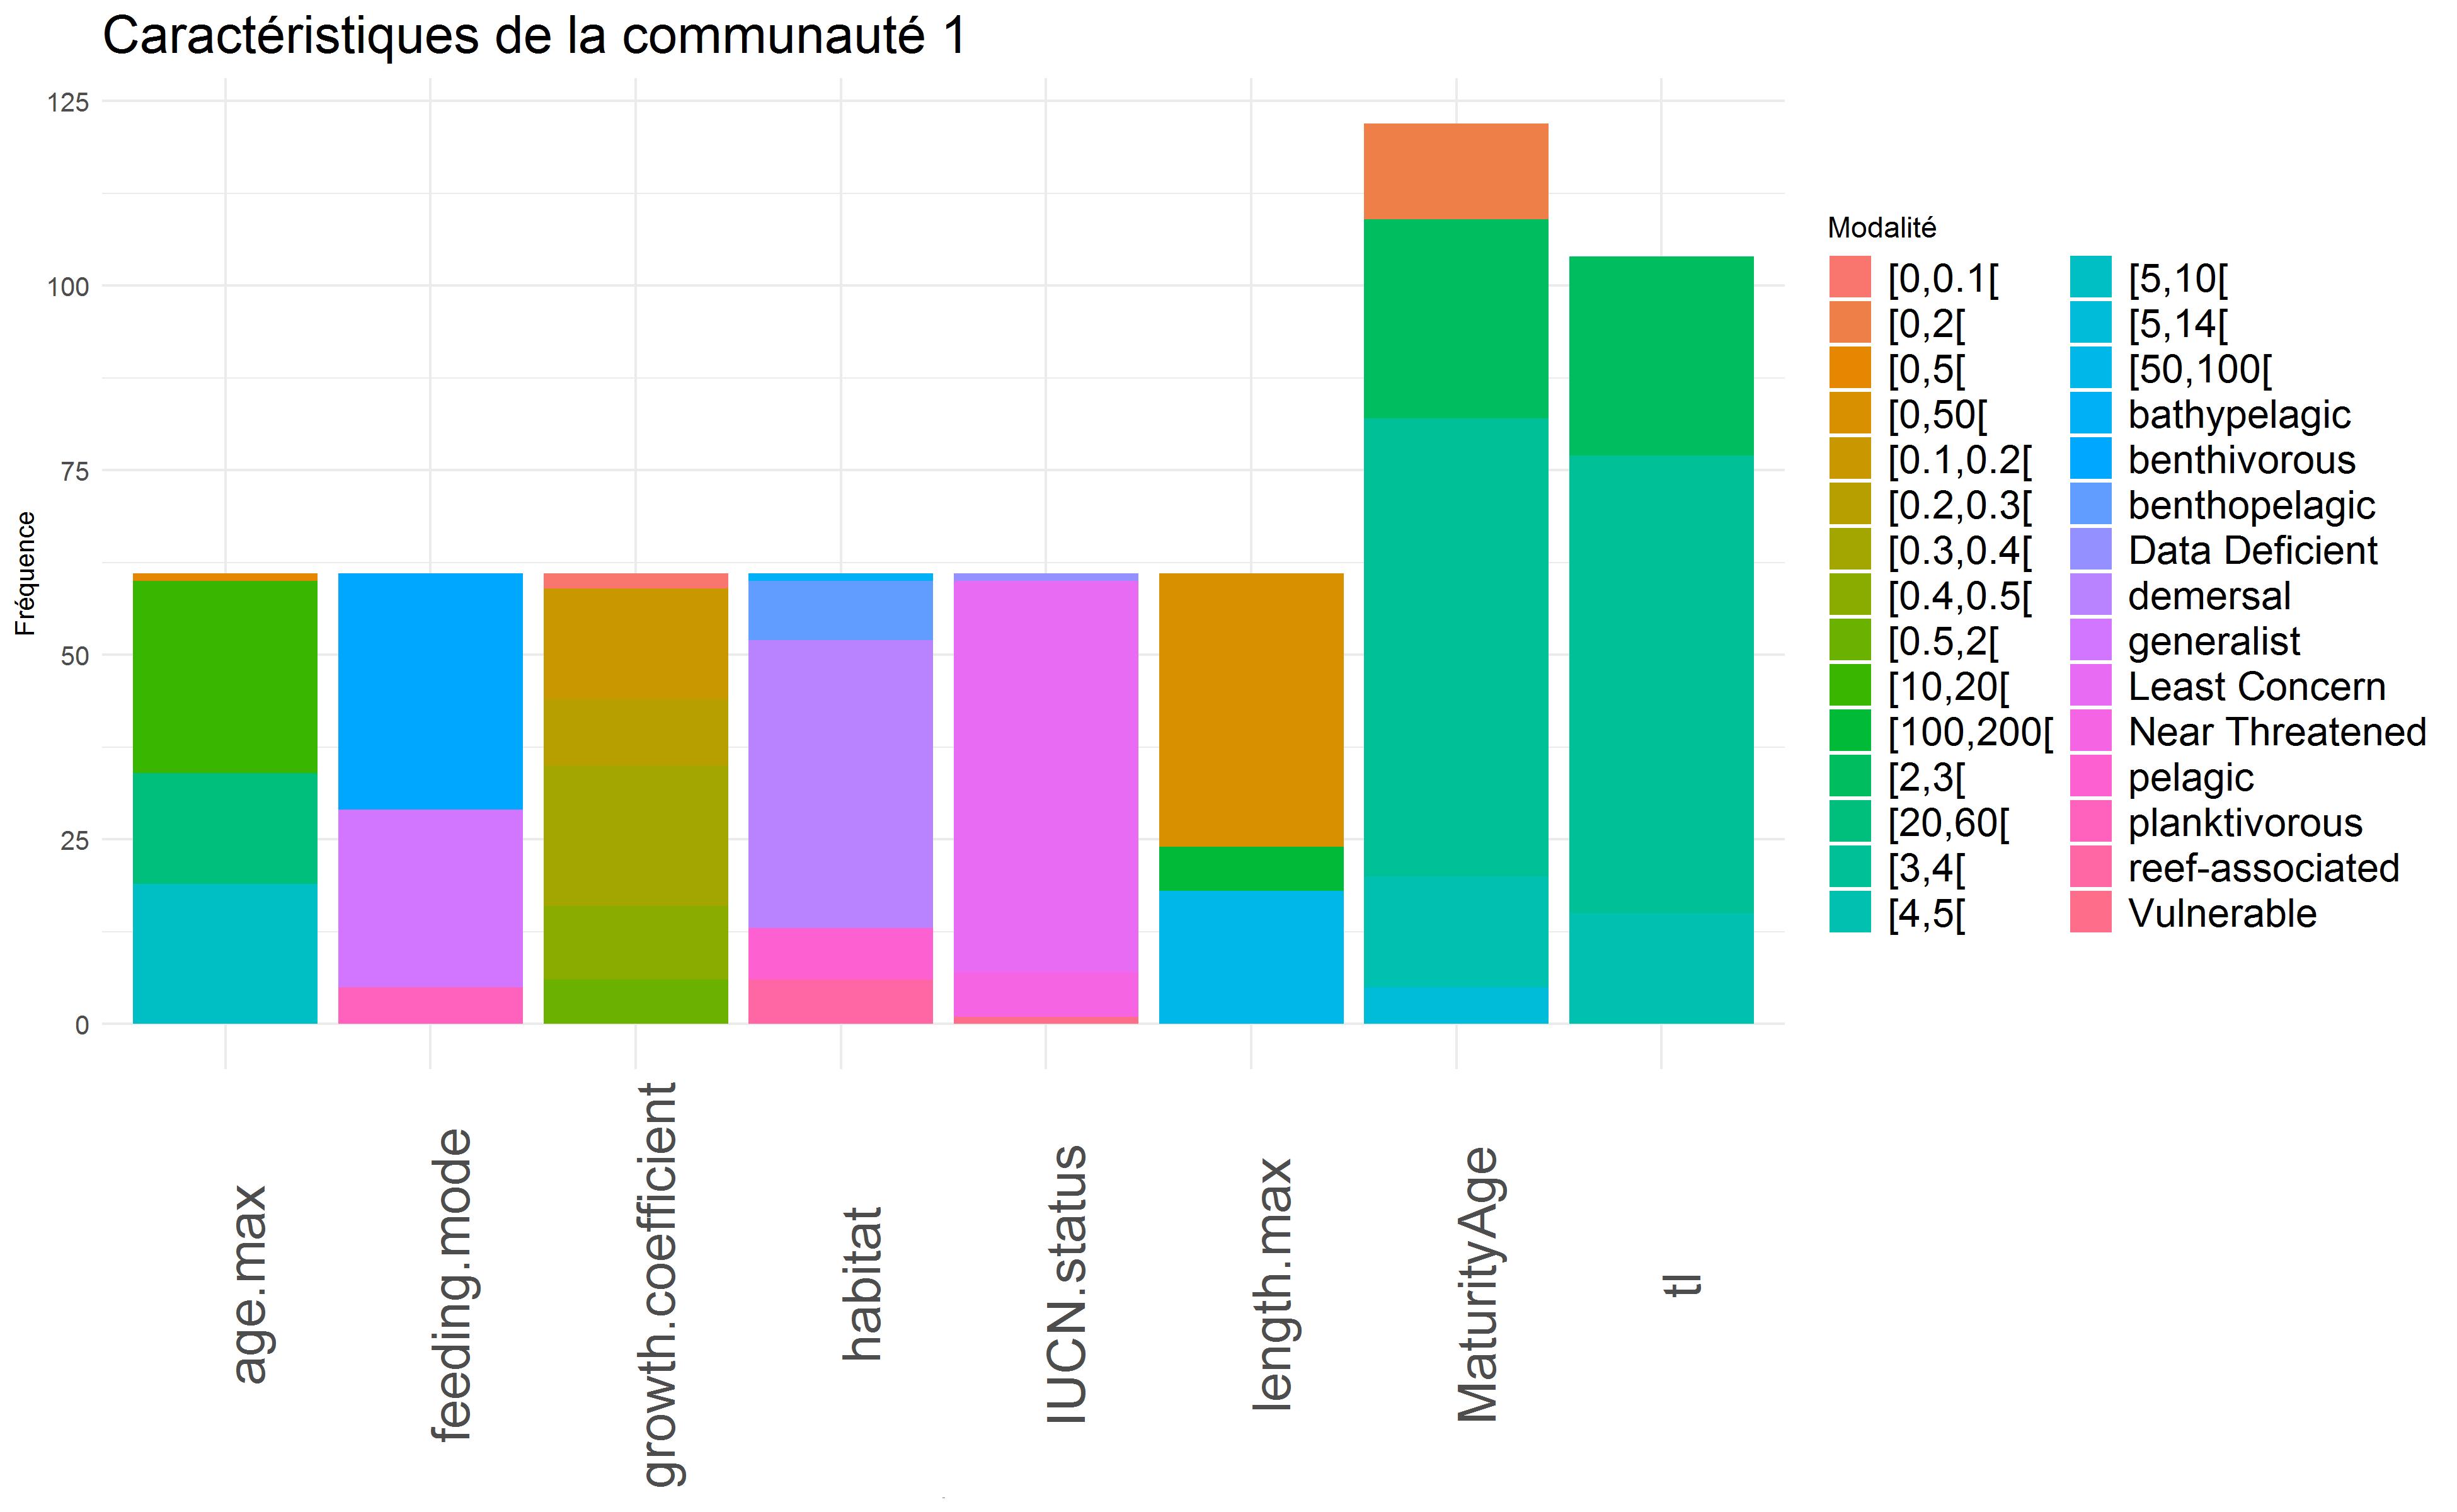 Caractéristiques de la communauté 1
125
100
75
50
25
0
Fréquence
age.max
feeding.mode
growth.coefficient
habitat
IUCN.status
length.max
MaturityAge
tl
Modalité
[0,0.1[
[0,2[
[0,5[
[0,50[
[0.1,0.2[
[0.2,0.3[
[0.3,0.4[
[0.4,0.5[
[0.5,2[
[10,20[
[100,200[
[2,3[
[20,60[
[3,4[
[4,5[
[5,10[
[5,14[
[50,100[
bathypelagic
benthivorous
benthopelagic
Data Deficient
demersal
generalist
Least Concern
Near Threatened
pelagic
planktivorous
reef-associated
Vulnerable